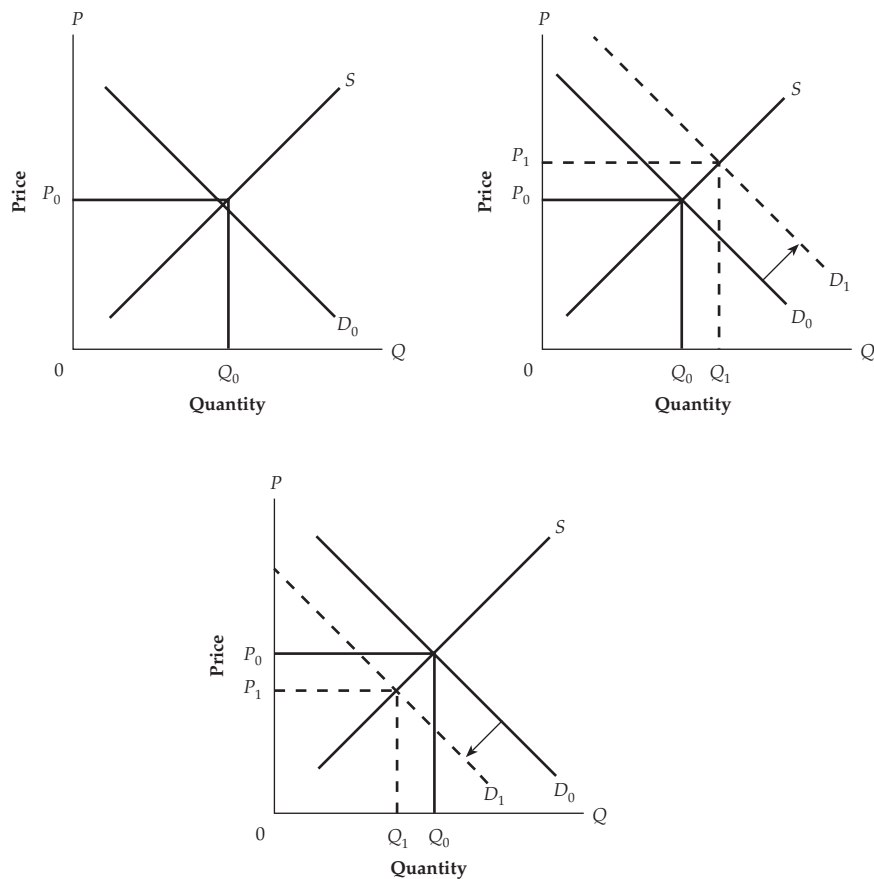 P
S
P₀
Price
D₀
Q
0
Q₀
Quantity
P
S
P₁
P₀
Price
D₁
D₀
Q
0
Q₀ Q₁
Quantity
P
S
P₀
Price
P₁
D₁ D₀
Q
0
Q₁ Q₀
Quantity